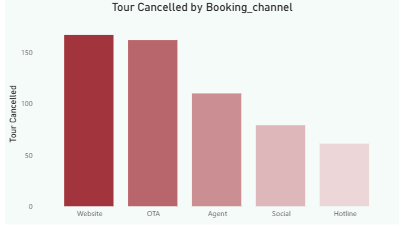 Tour Cancelled by Booking_channel
Tour Cancelled
150
100
50
0
Website OTA Agent Social Hotline